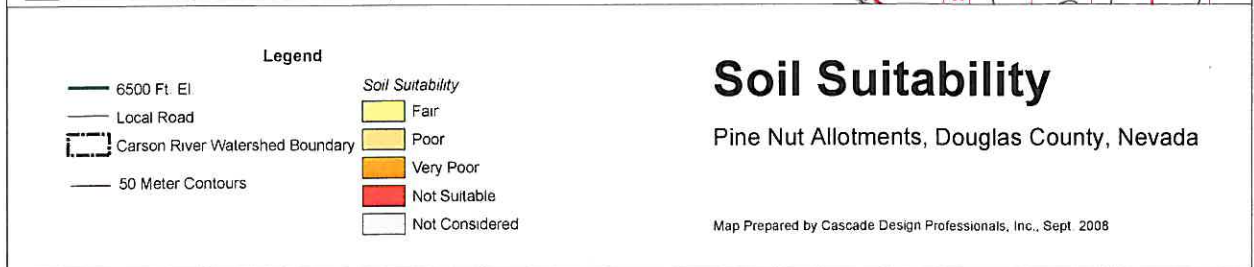 Legend
6500 Ft. El.
Local Road
Carson River Watershed Boundary
50 Meter Contours
Soil Suitability
Fair
Poor
Very Poor
Not Suitable
Not Considered
Soil Suitability
Pine Nut Allotments, Douglas County, Nevada
Map Prepared by Cascade Design Professionals, Inc., Sept. 2008